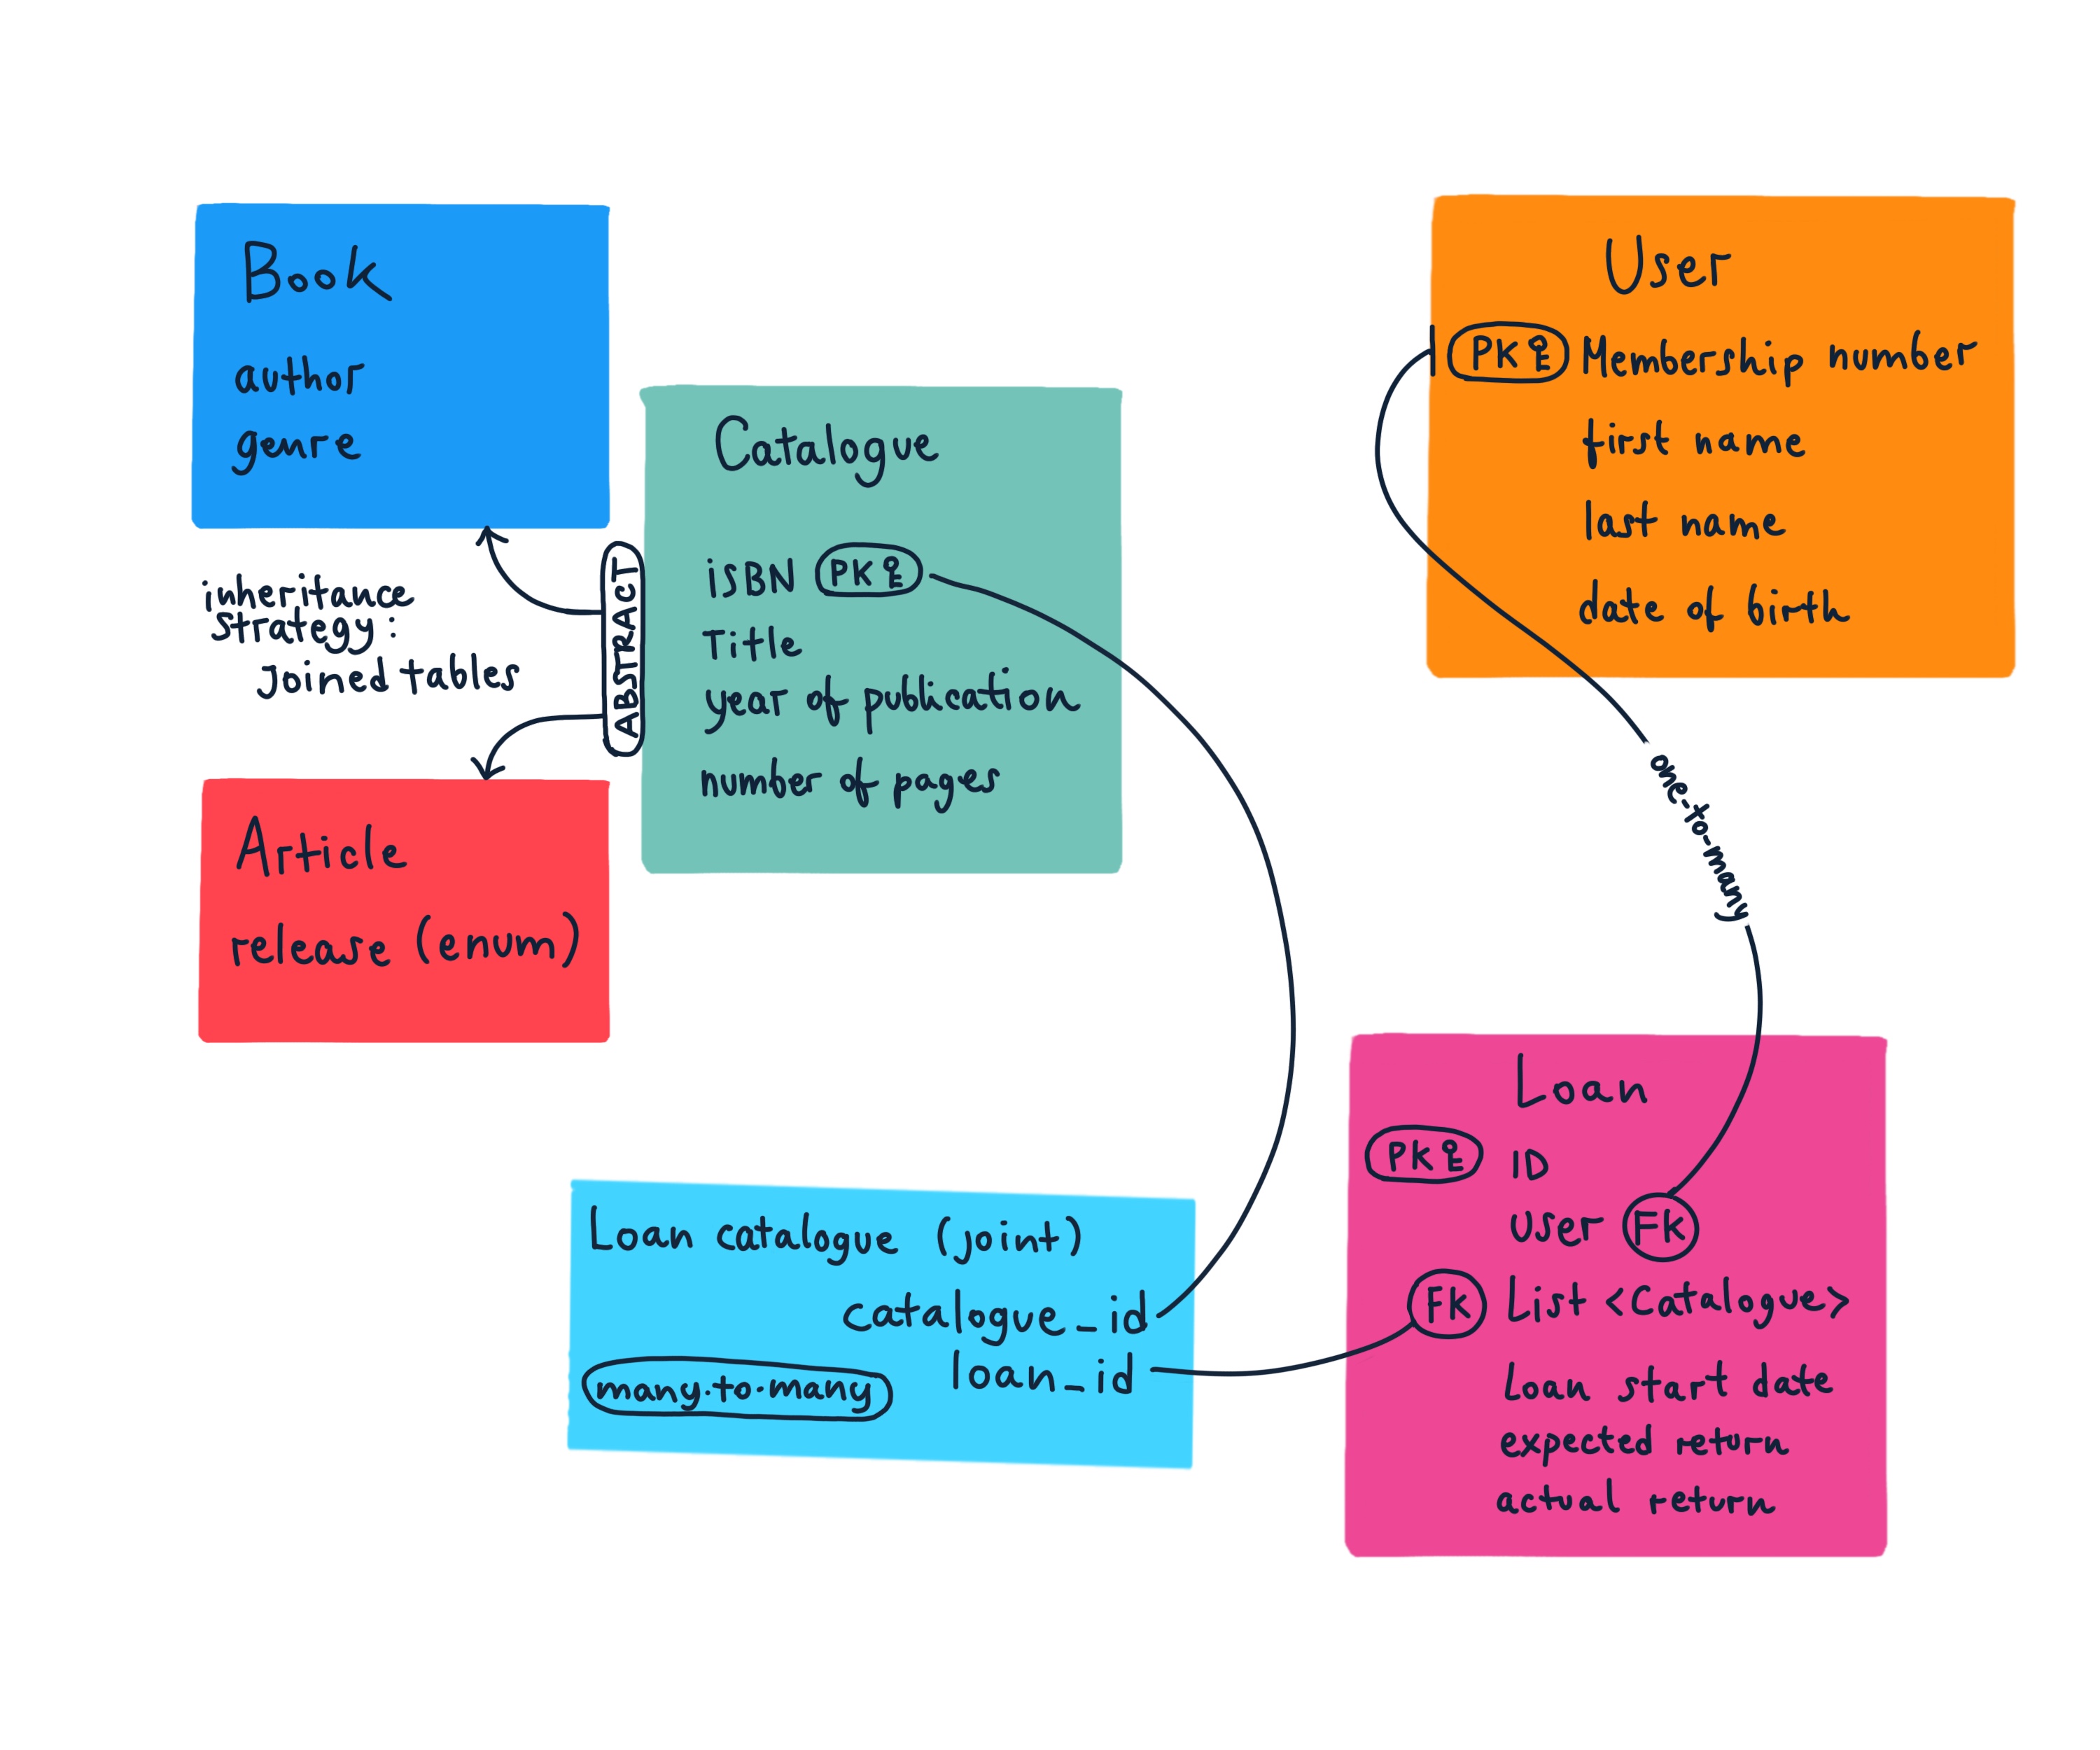 Book
author
genre
inheritance
strategy:
joined tables
ABSTRACT
Article
release (enum)
Catalogue
iSBN PK
Title
year of publication
number of pages
User
PK Membership number
first name
last name
date of birth
one-to-many
Loan
PK ID
User FK
FK List <Catalogue>
Loan start date
expected return
actual return
Loan catalogue (joint)
catalogue_id
loan_id
many-to-many